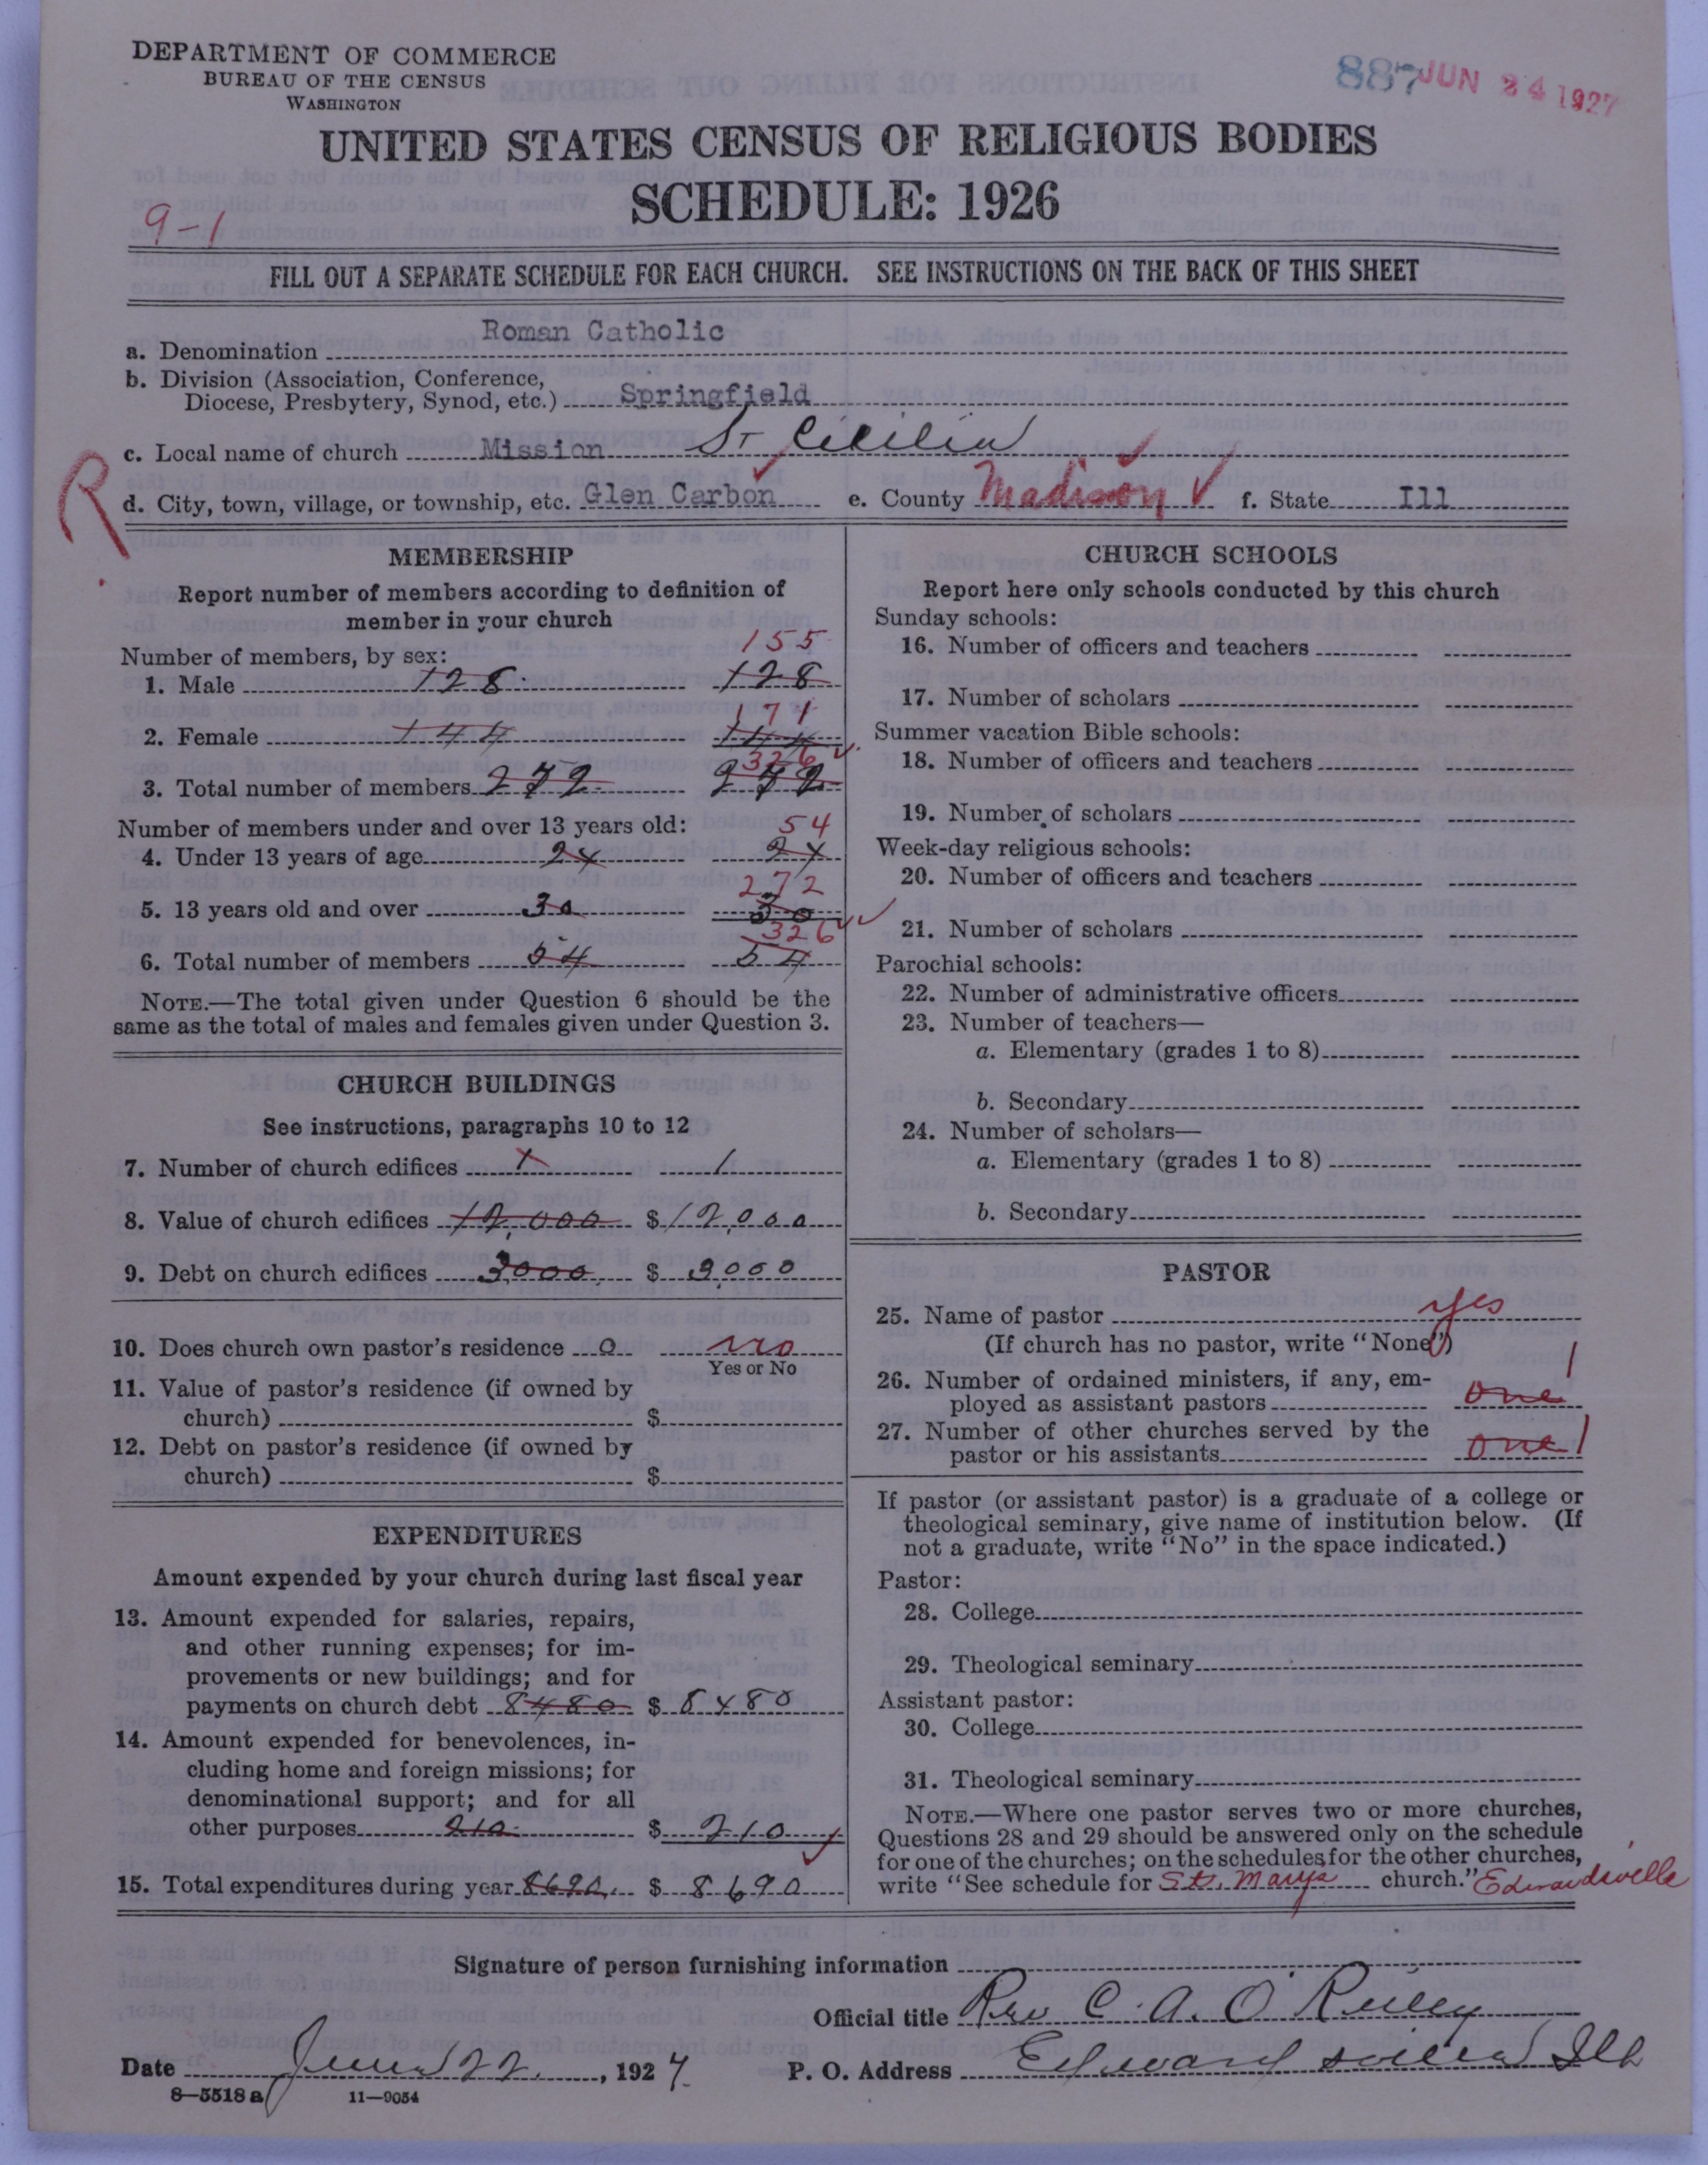 DEPARTMENT OF COMMERCE
BUREAU OF THE CENSUS
WASHINGTON
887 JUN 24 1927
UNITED STATES CENSUS OF RELIGIOUS BODIES
SCHEDULE: 1926
9-1
FILL OUT A SEPARATE SCHEDULE FOR EACH CHURCH. SEE INSTRUCTIONS ON THE BACK OF THIS SHEET
a. Denomination Roman Catholic
b. Division (Association, Conference,
Diocese, Presbytery, Synod, etc.) Springfield
c. Local name of church Mission St Cicilia
R
d. City, town, village, or township, etc. Glen Carbon e. County Madison f. State Ill
MEMBERSHIP
Report number of members according to definition of
member in your church
155
Number of members, by sex:
1. Male 128 128
171
2. Female 144 144
326
3. Total number of members 272 272
Number of members under and over 13 years old: 54
4. Under 13 years of age 24 24
272
5. 13 years old and over 30 30
326
6. Total number of members 54 54
NOTE.—The total given under Question 6 should be the
same as the total of males and females given under Question 3.
CHURCH BUILDINGS
See instructions, paragraphs 10 to 12
7. Number of church edifices 1 1
8. Value of church edifices 12,000 $ 12,000
9. Debt on church edifices 3000 $ 3000
10. Does church own pastor's residence 0 no
Yes or No
11. Value of pastor's residence (if owned by
church) $
12. Debt on pastor's residence (if owned by
church) $
EXPENDITURES
Amount expended by your church during last fiscal year
13. Amount expended for salaries, repairs,
and other running expenses; for im-
provements or new buildings; and for
payments on church debt 8480 $ 8480
14. Amount expended for benevolences, in-
cluding home and foreign missions; for
denominational support; and for all
other purposes 210 $ 210
15. Total expenditures during year 8690 $ 8690
CHURCH SCHOOLS
Report here only schools conducted by this church
Sunday schools:
16. Number of officers and teachers
17. Number of scholars
Summer vacation Bible schools:
18. Number of officers and teachers
19. Number of scholars
Week-day religious schools:
20. Number of officers and teachers
21. Number of scholars
Parochial schools:
22. Number of administrative officers
23. Number of teachers—
a. Elementary (grades 1 to 8)
b. Secondary
24. Number of scholars—
a. Elementary (grades 1 to 8)
b. Secondary
PASTOR
25. Name of pastor yes
(If church has no pastor, write "None")
26. Number of ordained ministers, if any, em-
ployed as assistant pastors one 1
27. Number of other churches served by the
pastor or his assistants one 1
If pastor (or assistant pastor) is a graduate of a college or
theological seminary, give name of institution below. (If
not a graduate, write "No" in the space indicated.)
Pastor:
28. College
29. Theological seminary
Assistant pastor:
30. College
31. Theological seminary
NOTE.—Where one pastor serves two or more churches,
Questions 28 and 29 should be answered only on the schedule
for one of the churches; on the schedules for the other churches,
write "See schedule for St. Marys church." Edwardsville
Signature of person furnishing information
Official title Rev C. A. O'Reilley
Date June 22, 1927 P. O. Address Edwardsville Ill
8—5518 a 11—9054